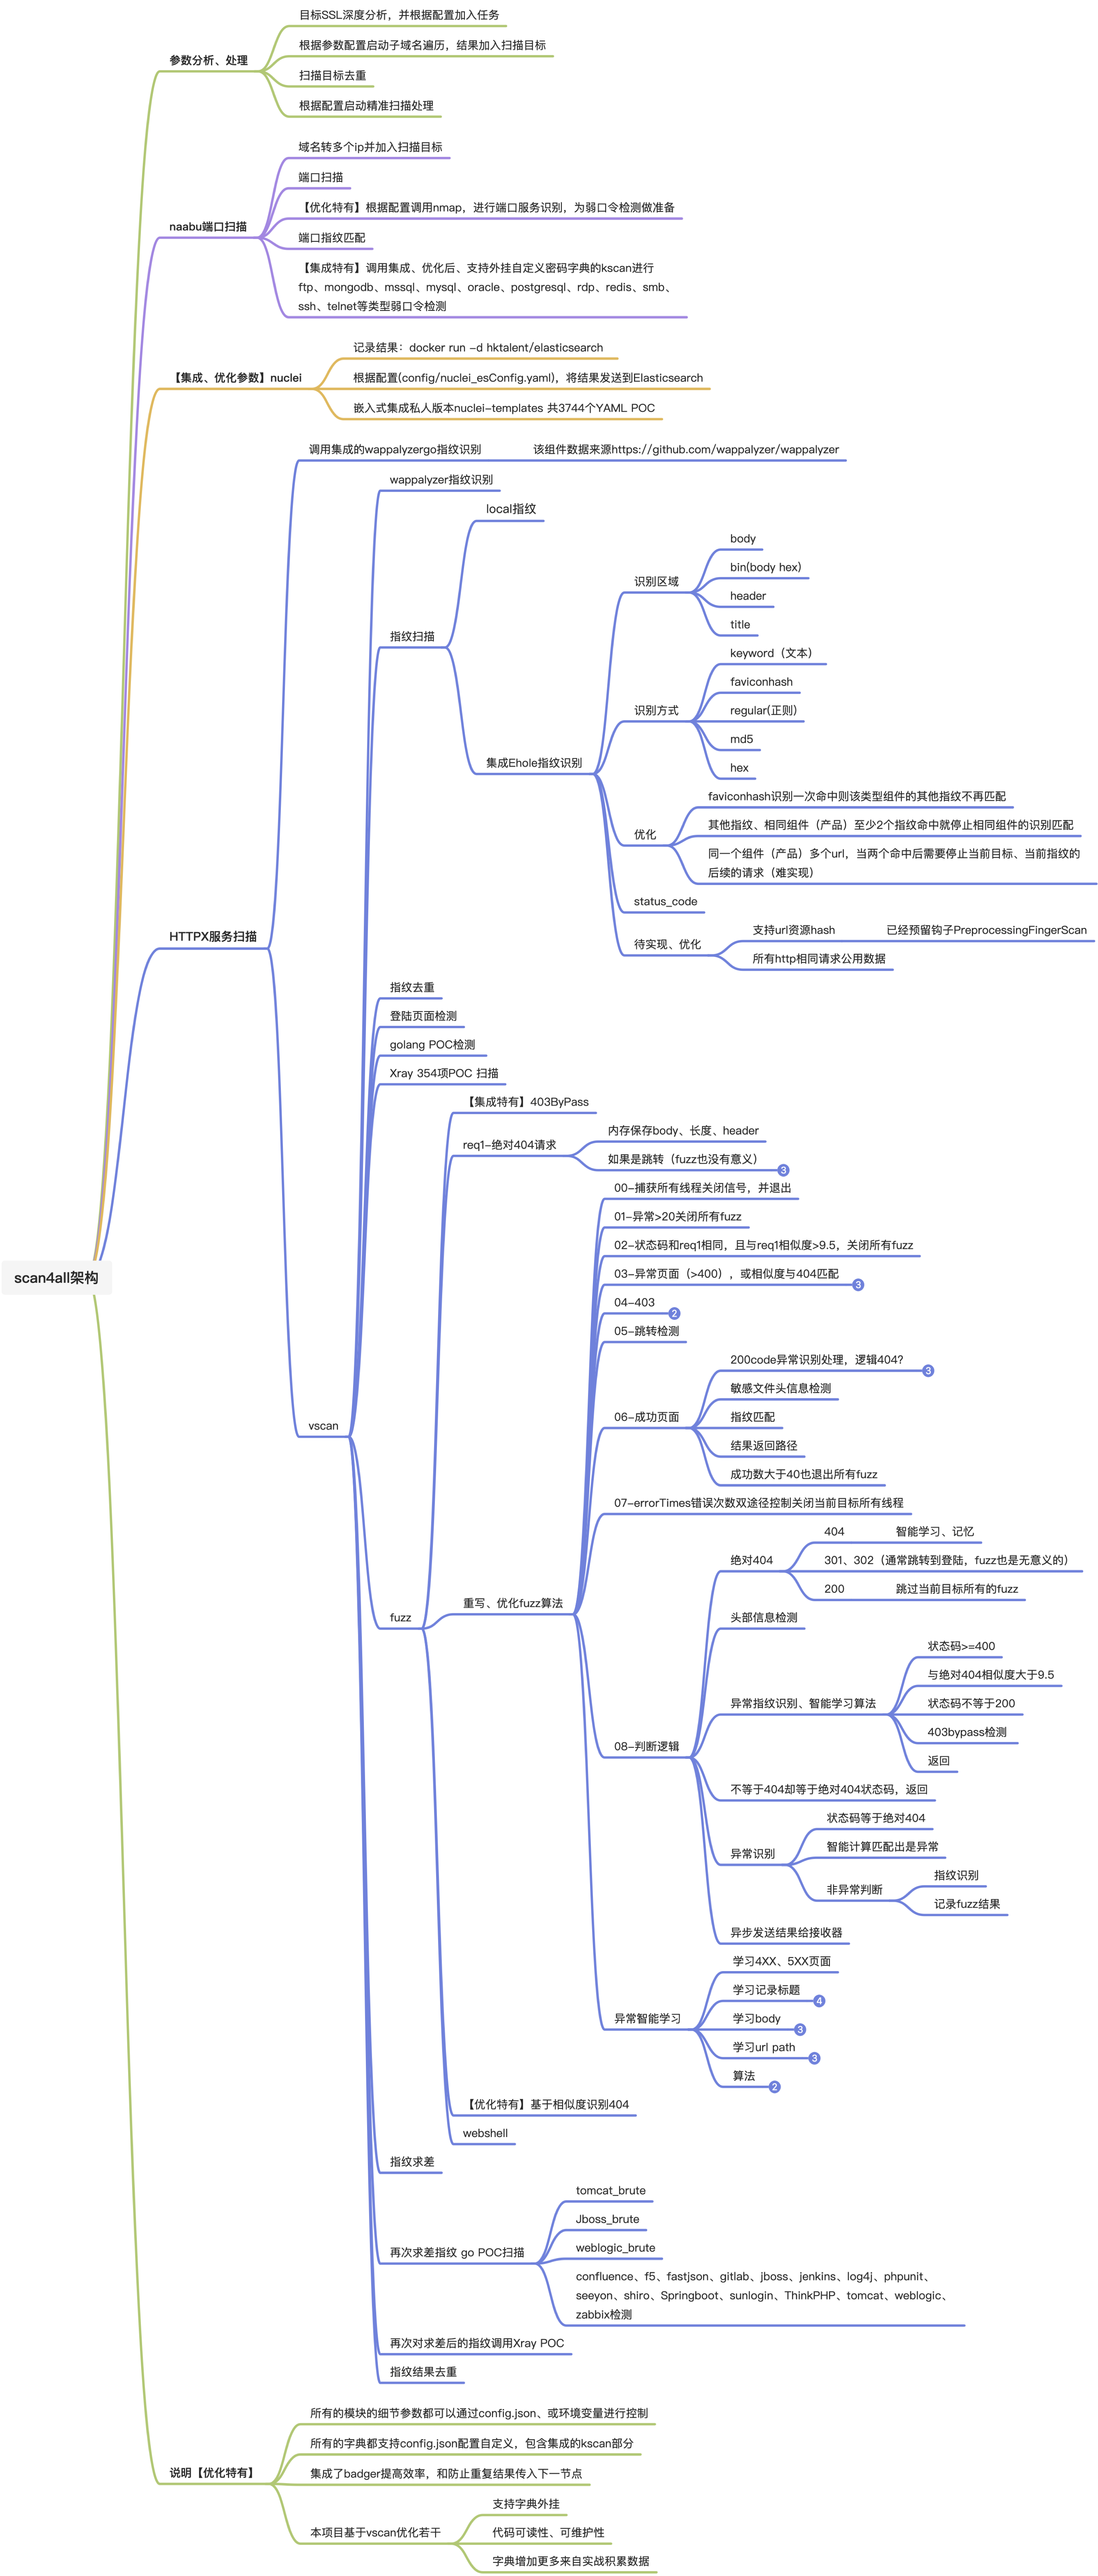 目标SSL深度分析，并根据配置加入任务
根据参数配置启动子域名遍历，结果加入扫描目标
参数分析、处理
扫描目标去重
根据配置启动精准扫描处理
域名转多个ip并加入扫描目标
端口扫描
【优化特有】根据配置调用nmap，进行端口服务识别，为弱口令检测做准备
naabu端口扫描
端口指纹匹配
【集成特有】调用集成、优化后、支持外挂自定义密码字典的kscan进行
ftp、mongodb、mssql、mysql、oracle、postgresql、rdp、redis、smb、
ssh、telnet等类型弱口令检测
记录结果：docker run -d hktalent/elasticsearch
【集成、优化参数】nuclei
根据配置(config/nuclei_esConfig.yaml)，将结果发送到Elasticsearch
嵌入式集成私人版本nuclei-templates 共3744个YAML POC
调用集成的wappalyzergo指纹识别
该组件数据来源https://github.com/wappalyzer/wappalyzer
wappalyzer指纹识别
local指纹
body
bin(body hex)
识别区域
header
title
指纹扫描
keyword（文本）
faviconhash
识别方式
regular(正则)
md5
集成Ehole指纹识别
hex
faviconhash识别一次命中则该类型组件的其他指纹不再匹配
其他指纹、相同组件（产品）至少2个指纹命中就停止相同组件的识别匹配
优化
同一个组件（产品）多个url，当两个命中后需要停止当前目标、当前指纹的
后续的请求（难实现）
status_code
HTTPX服务扫描
待实现、优化
支持url资源hash
已经预留钩子PreprocessingFingerScan
所有http相同请求公用数据
指纹去重
登陆页面检测
golang POC检测
Xray 354项POC 扫描
【集成特有】403ByPass
req1-绝对404请求
内存保存body、长度、header
如果是跳转（fuzz也没有意义）
3
00-捕获所有线程关闭信号，并退出
01-异常>20关闭所有fuzz
02-状态码和req1相同，且与req1相似度>9.5，关闭所有fuzz
scan4all架构
03-异常页面（>400），或相似度与404匹配
3
04-403
2
05-跳转检测
200code异常识别处理，逻辑404?
3
敏感文件头信息检测
06-成功页面
指纹匹配
vscan
结果返回路径
成功数大于40也退出所有fuzz
07-errorTimes错误次数双途径控制关闭当前目标所有线程
404
智能学习、记忆
绝对404
301、302（通常跳转到登陆，fuzz也是无意义的）
200
跳过当前目标所有的fuzz
fuzz
重写、优化fuzz算法
头部信息检测
状态码>=400
与绝对404相似度大于9.5
异常指纹识别、智能学习算法
状态码不等于200
403bypass检测
08-判断逻辑
返回
不等于404却等于绝对404状态码，返回
状态码等于绝对404
异常识别
智能计算匹配出是异常
非异常判断
指纹识别
记录fuzz结果
异步发送结果给接收器
学习4XX、5XX页面
学习记录标题
4
异常智能学习
学习body
3
学习url path
3
算法
2
【优化特有】基于相似度识别404
webshell
指纹求差
tomcat_brute
Jboss_brute
再次求差指纹 go POC扫描
weblogic_brute
confluence、f5、fastjson、gitlab、jboss、jenkins、log4j、phpunit、
seeyon、shiro、Springboot、sunlogin、ThinkPHP、tomcat、weblogic、
zabbix检测
再次对求差后的指纹调用Xray POC
指纹结果去重
所有的模块的细节参数都可以通过config.json、或环境变量进行控制
所有的字典都支持config.json配置自定义，包含集成的kscan部分
说明【优化特有】
集成了badger提高效率，和防止重复结果传入下一节点
支持字典外挂
本项目基于vscan优化若干
代码可读性、可维护性
字典增加更多来自实战积累数据